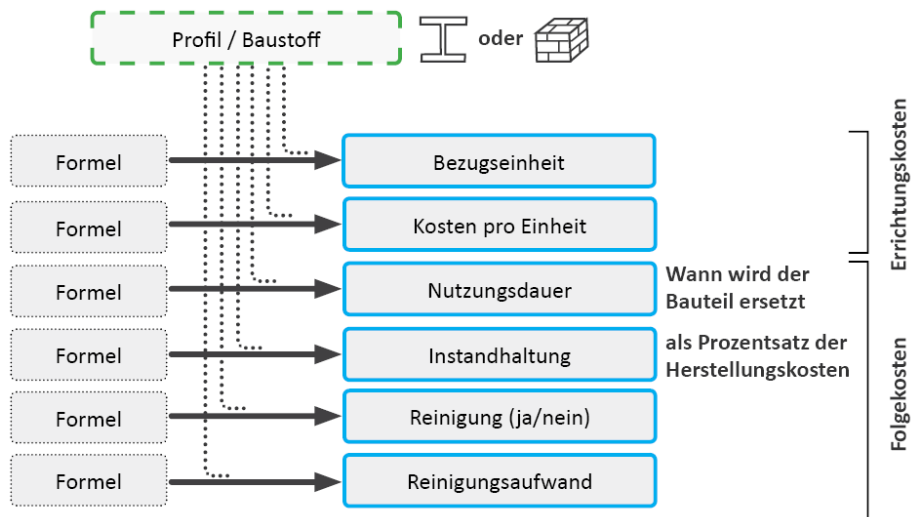 Profil / Baustoff
oder
Formel
Bezugseinheit
Formel
Kosten pro Einheit
Errichtungskosten
Formel
Nutzungsdauer
Wann wird der
Bauteil ersetzt
Formel
Instandhaltung
als Prozentsatz der
Herstellungskosten
Formel
Reinigung (ja/nein)
Formel
Reinigungsaufwand
Folgekosten